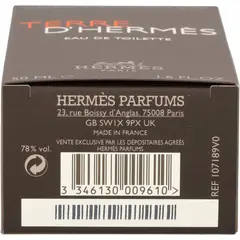 TERRE
D'HERMÈS
EAU DE TOILETTE
HERMÈS
PARIS
50 ML ℮ 1.6 FL.OZ
HERMÈS PARFUMS
23, rue Boissy d'Anglas, 75008 Paris
GB SW1X 9PX UK
MADE IN FRANCE
VENTE EXCLUSIVE PAR LES DÉPOSITAIRES AGRÉÉS
HERMÈS PARFUMS
78% vol.
3 346130 009610 >
REF 107189V0